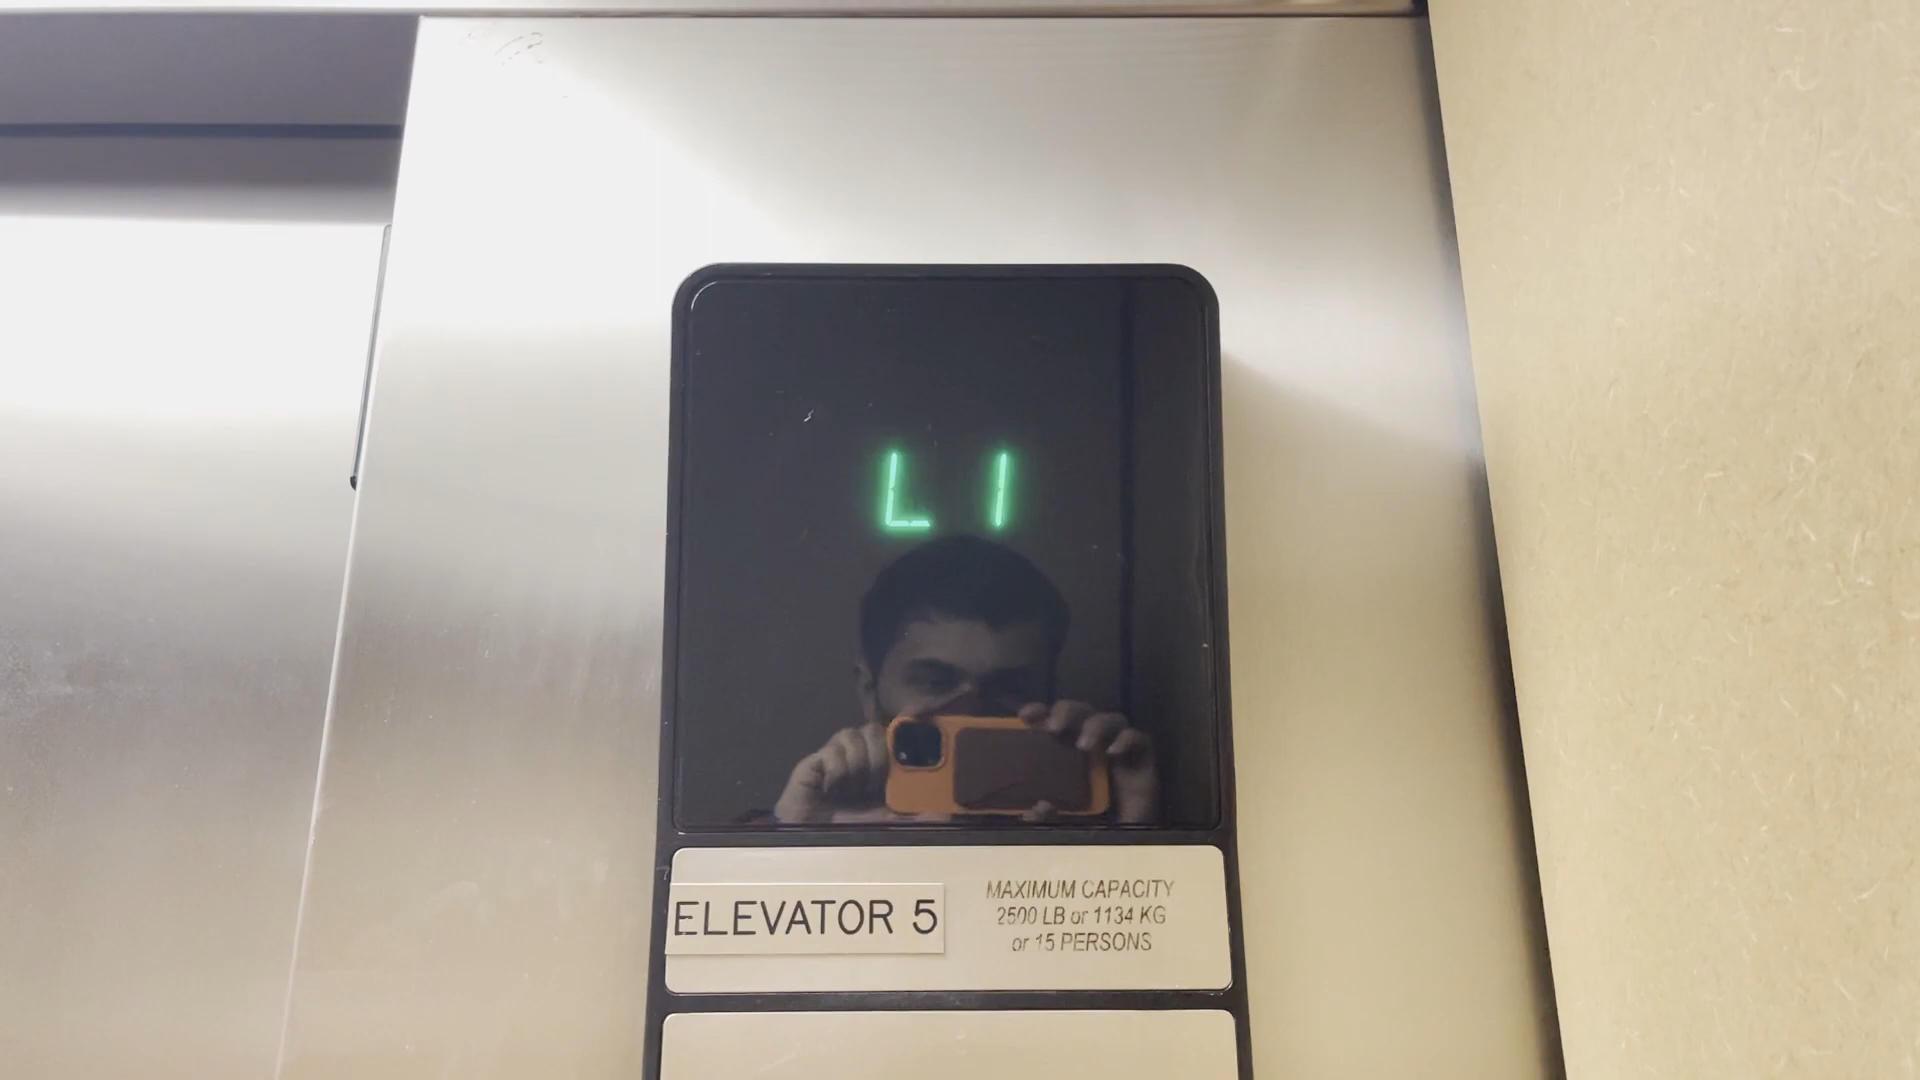 L1
ELEVATOR 5
MAXIMUM CAPACITY
2500 LB or 1134 KG
or 15 PERSONS